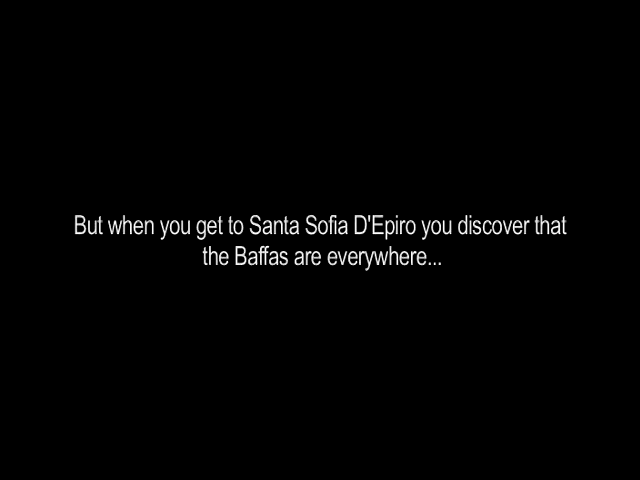 But when you get to Santa Sofia D'Epiro you discover that
the Baffas are everywhere...